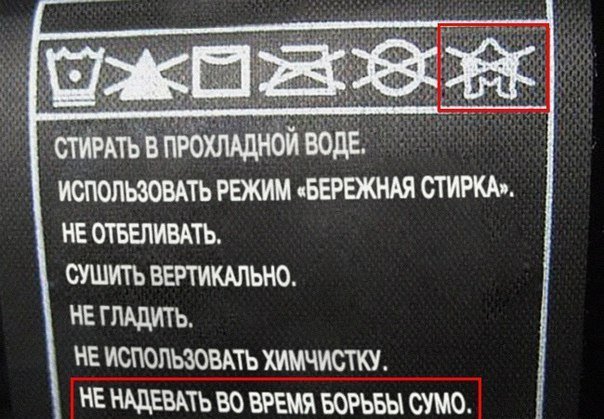 СТИРАТЬ В ПРОХЛАДНОЙ ВОДЕ.
ИСПОЛЬЗОВАТЬ РЕЖИМ «БЕРЕЖНАЯ СТИРКА».
НЕ ОТБЕЛИВАТЬ.
СУШИТЬ ВЕРТИКАЛЬНО.
НЕ ГЛАДИТЬ.
НЕ ИСПОЛЬЗОВАТЬ ХИМЧИСТКУ.
НЕ НАДЕВАТЬ ВО ВРЕМЯ БОРЬБЫ СУМО.